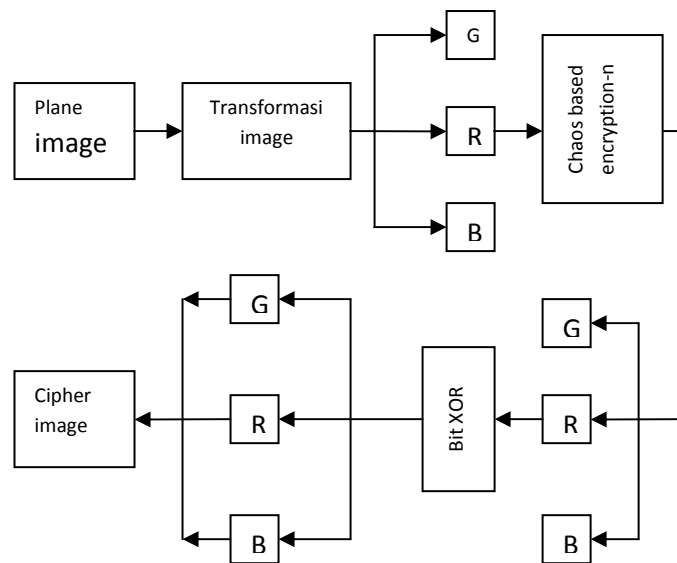 Plane
image
Transformasi
image
G
R
B
Chaos based
encryption-n
G
R
B
Bit XOR
G
R
B
Cipher
image